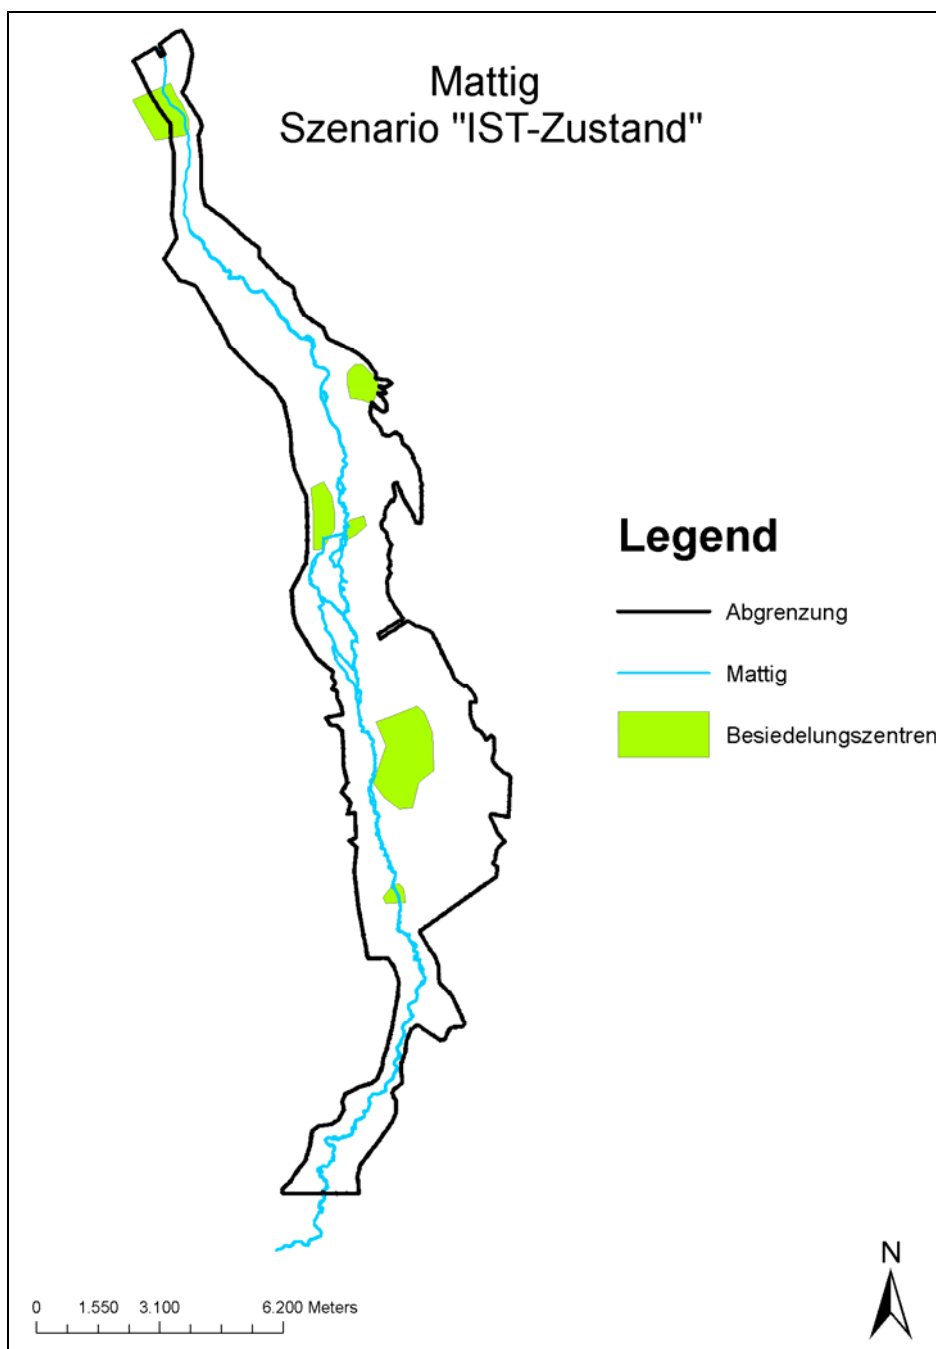 Mattig
Szenario "IST-Zustand"
Legend
Abgrenzung
Mattig
Besiedelungszentren
N
0 1.550 3.100 6.200 Meters